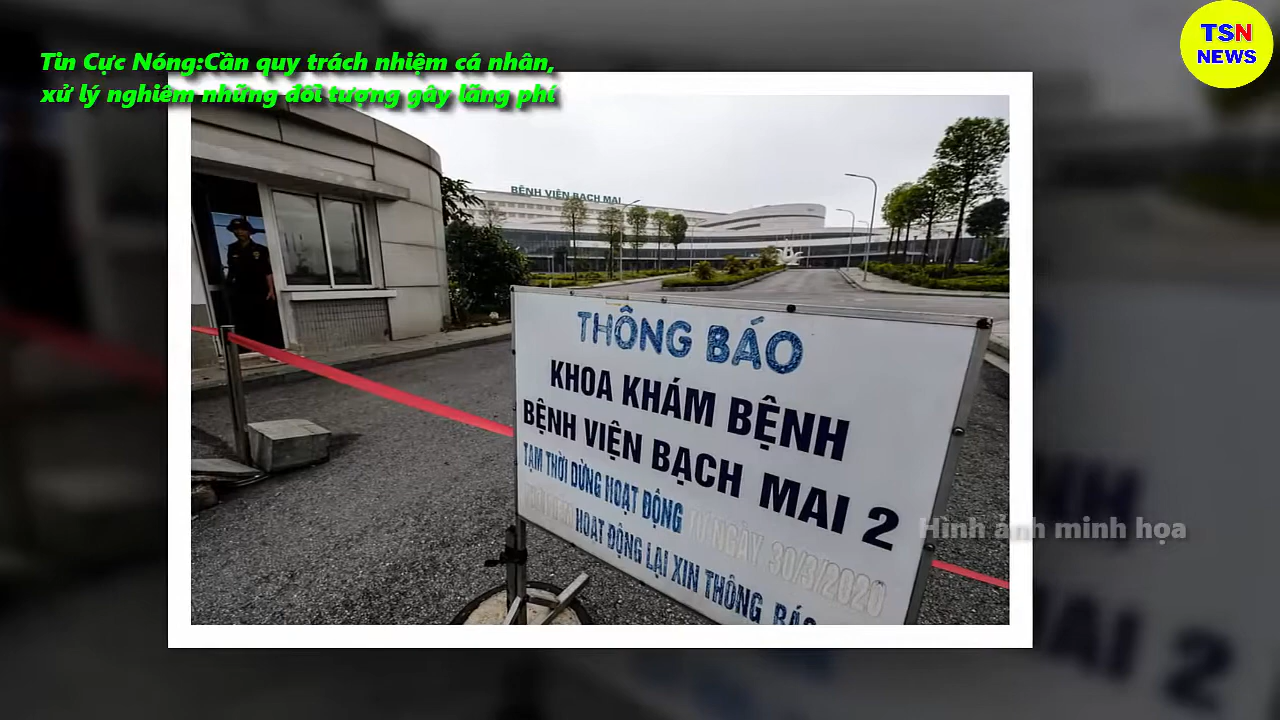 Tin Cực Nóng:Cần quy trách nhiệm cá nhân,
xử lý nghiêm những đối tượng gây lãng phí
TSN
NEWS
BỆNH VIỆN BẠCH MAI
THÔNG BÁO
KHOA KHÁM BỆNH
BỆNH VIỆN BẠCH MAI 2
TẠM THỜI DỪNG HOẠT ĐỘNG TỪ NGÀY 30/3/2020
HOẠT ĐỘNG LẠI XIN THÔNG BÁO
Hình ảnh minh họa